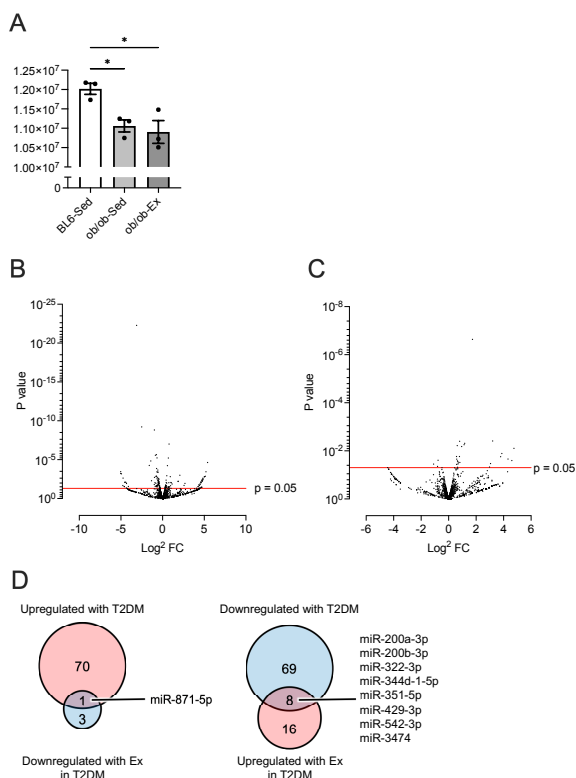 A
*
*
1.25×10⁷
1.20×10⁷
1.15×10⁷
1.10×10⁷
1.05×10⁷
1.00×10⁷
0
BL6-Sed
ob/ob-Sed
ob/ob-Ex
B
10⁻²⁵
10⁻²⁰
10⁻¹⁵
10⁻¹⁰
10⁻⁵
10⁰
P value
p = 0.05
-10 -5 0 5 10
Log² FC
C
10⁻⁸
10⁻⁶
10⁻⁴
10⁻²
10⁰
P value
p = 0.05
-6 -4 -2 0 2 4 6
Log² FC
D
Upregulated with T2DM
70
1
miR-871-5p
3
Downregulated with Ex
in T2DM
Downregulated with T2DM
69
8
16
Upregulated with Ex
in T2DM
miR-200a-3p
miR-200b-3p
miR-322-3p
miR-344d-1-5p
miR-351-5p
miR-429-3p
miR-542-3p
miR-3474